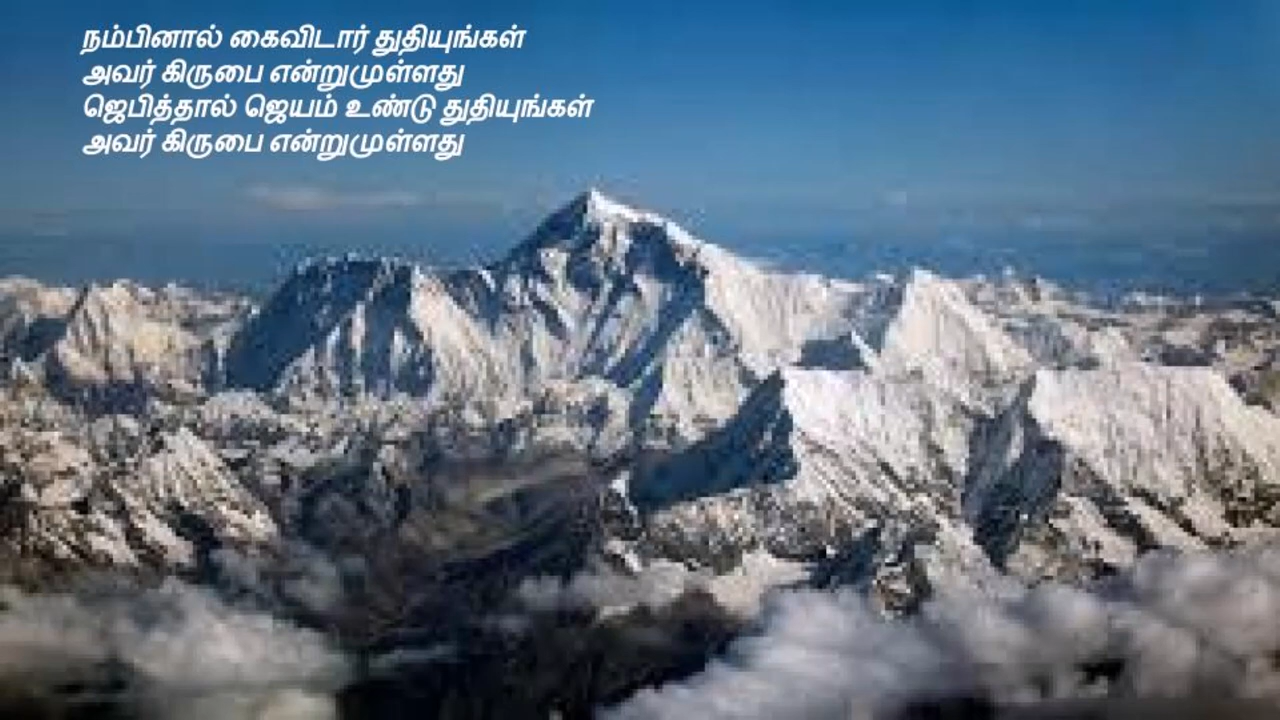 நம்பினால் கைவிடார் துதியுங்கள்
அவர் கிருபை என்றுமுள்ளது
ஜெபித்தால் ஜெயம் உண்டு துதியுங்கள்
அவர் கிருபை என்றுமுள்ளது